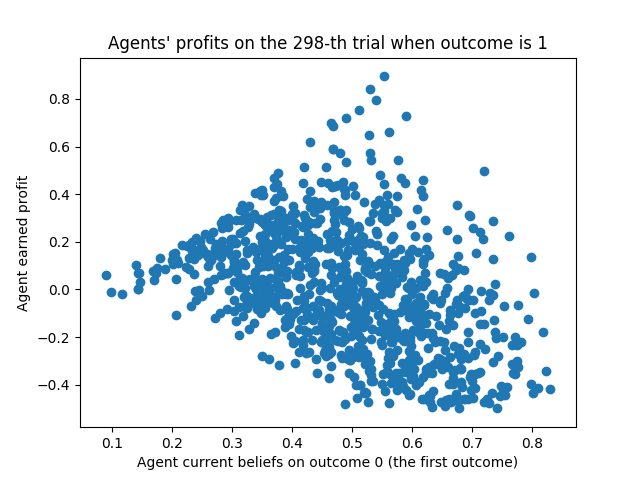 Agents' profits on the 298-th trial when outcome is 1
Agent earned profit
0.8
0.6
0.4
0.2
0.0
−0.2
−0.4
0.1 0.2 0.3 0.4 0.5 0.6 0.7 0.8
Agent current beliefs on outcome 0 (the first outcome)